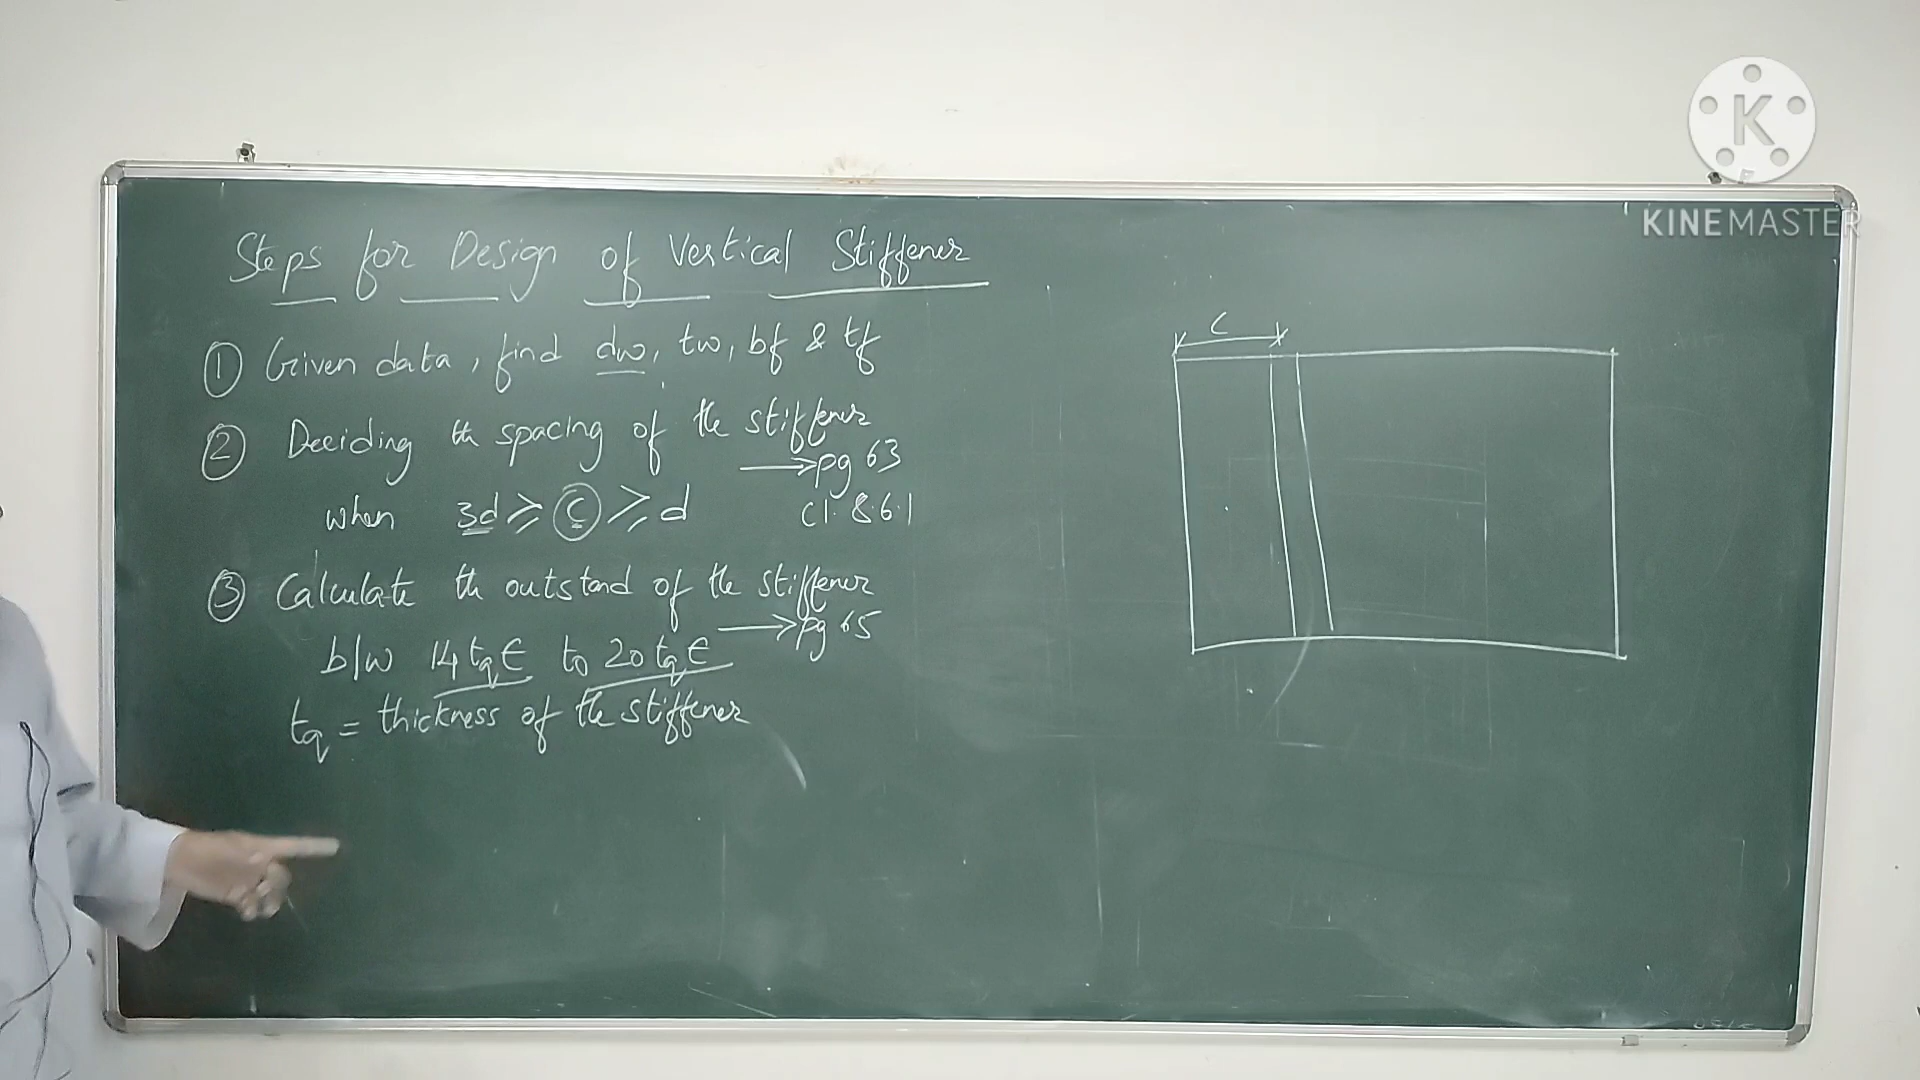 Steps for Design of Vertical Stiffener
① Given data, find dw, tw, bf & tf
② Deciding th spacing of the stiffener
→ pg 63
when 3d ≥ c ≥ d cl. 8.6.1
③ Calculate th outstand of the stiffener
→ pg 65
b/w 14 tq ϵ to 20 tq ϵ
tq = thickness of the stiffener
c
K
KINEMASTER